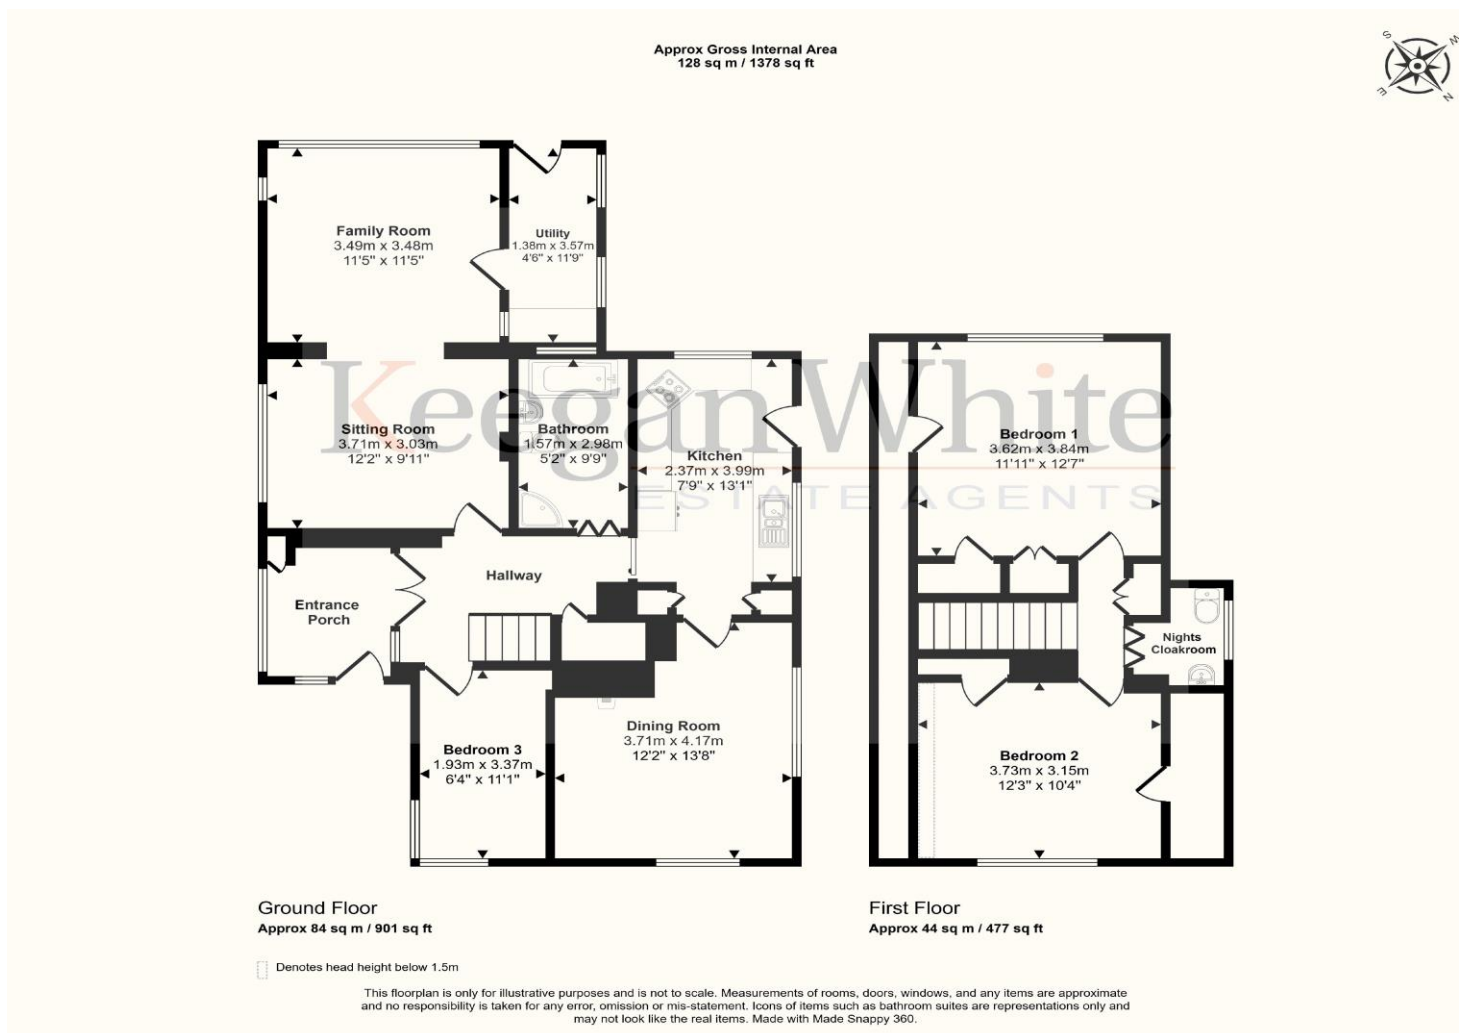 Approx Gross Internal Area
128 sq m / 1378 sq ft
S
W
E
N
Family Room
3.49m x 3.48m
11'5" x 11'5"
Utility
1.38m x 3.57m
4'6" x 11'9"
Keegan White
ESTATE AGENTS
Sitting Room
3.71m x 3.03m
12'2" x 9'11"
Bathroom
1.57m x 2.98m
5'2" x 9'9"
Kitchen
2.37m x 3.99m
7'9" x 13'1"
Bedroom 1
3.62m x 3.84m
11'11" x 12'7"
Hallway
Entrance
Porch
Nights
Cloakroom
Dining Room
3.71m x 4.17m
12'2" x 13'8"
Bedroom 3
1.93m x 3.37m
6'4" x 11'1"
Bedroom 2
3.73m x 3.15m
12'3" x 10'4"
Ground Floor
Approx 84 sq m / 901 sq ft
First Floor
Approx 44 sq m / 477 sq ft
Denotes head height below 1.5m
This floorplan is only for illustrative purposes and is not to scale. Measurements of rooms, doors, windows, and any items are approximate
and no responsibility is taken for any error, omission or mis-statement. Icons of items such as bathroom suites are representations only and
may not look like the real items. Made with Made Snappy 360.